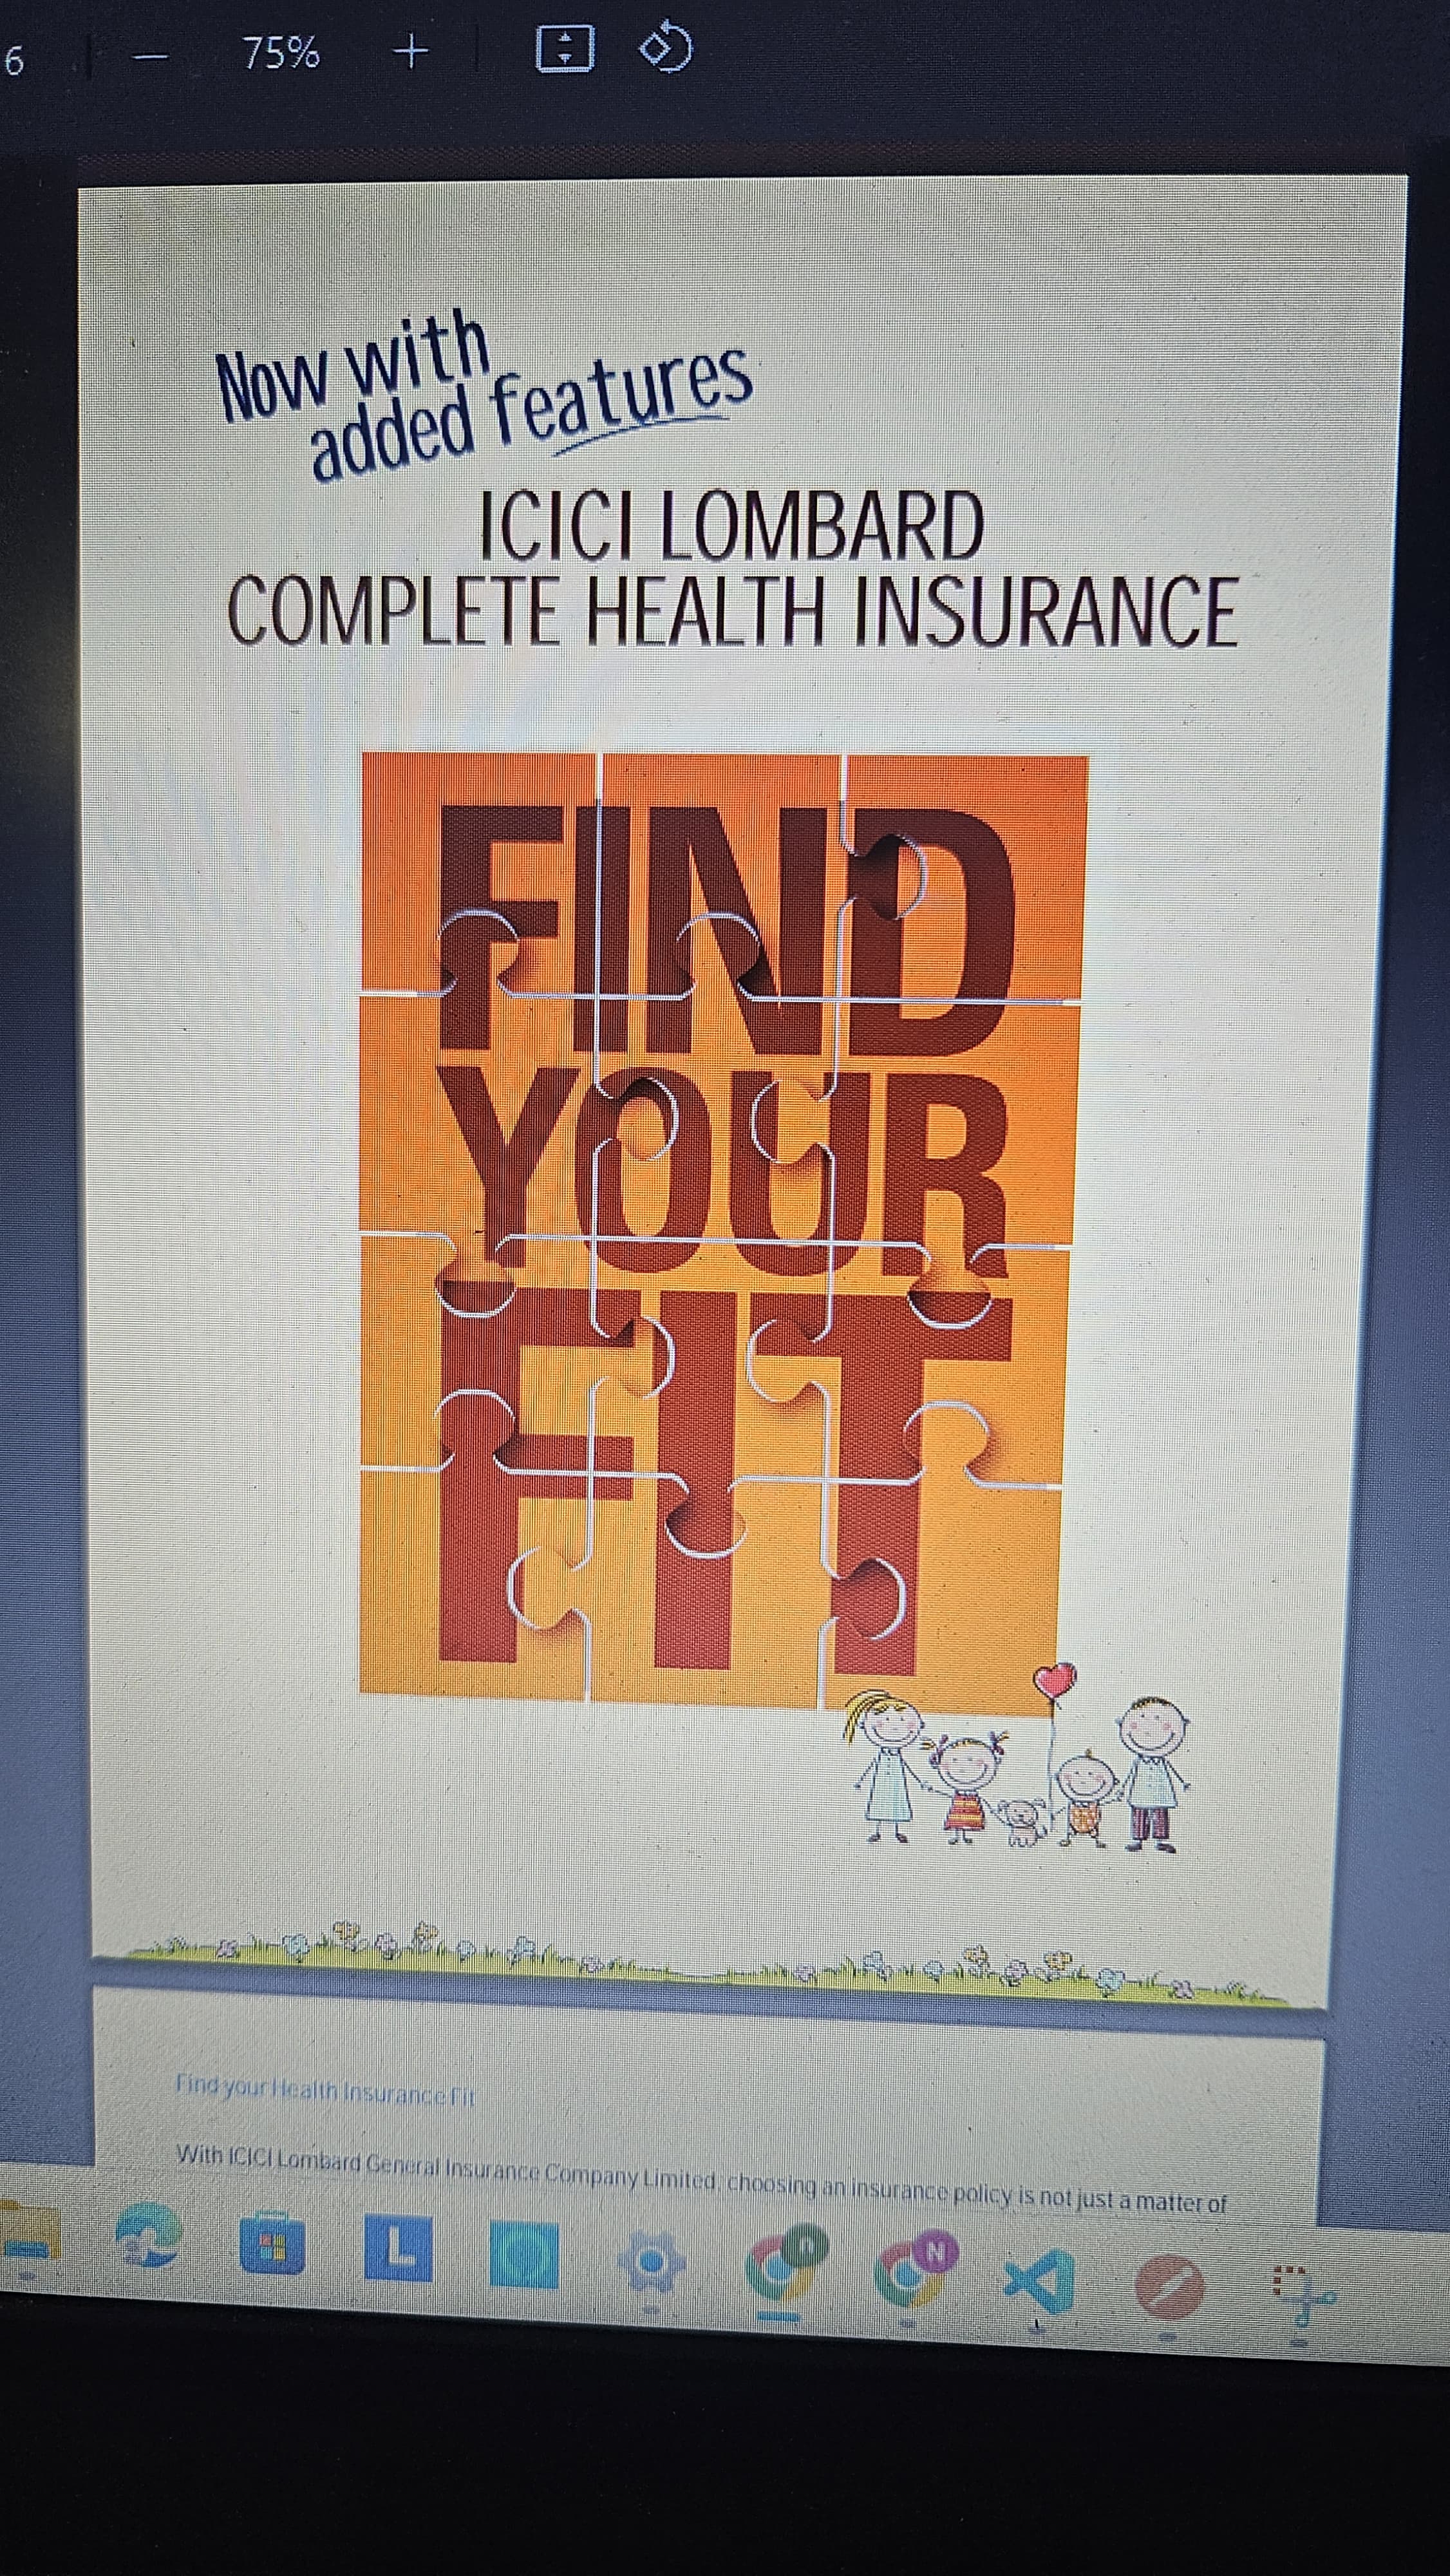 6
75%
Now with
added features
ICICI LOMBARD
COMPLETE HEALTH INSURANCE
FIND
YOUR
FIT
Find your Health Insurance Fit
With ICICI Lombard General Insurance Company Limited, choosing an insurance policy is not just a matter of
L
n
N